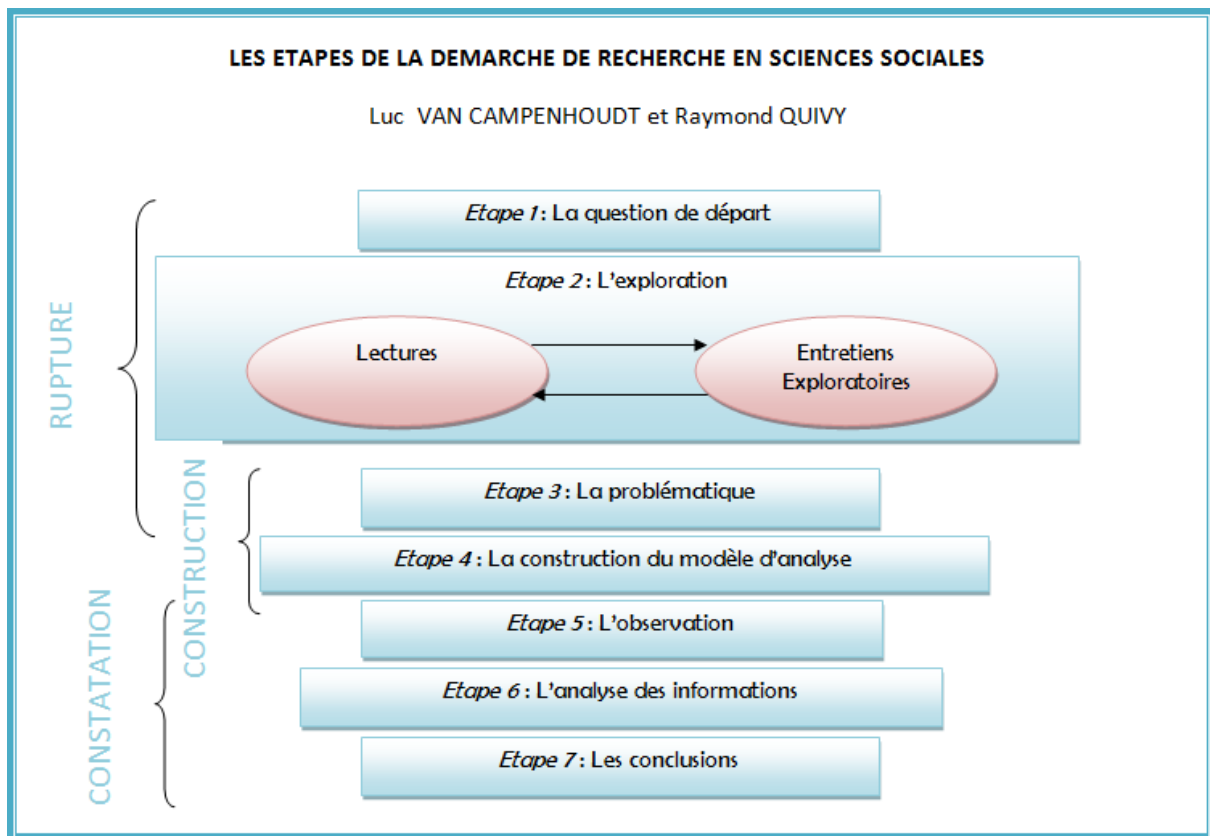 LES ETAPES DE LA DEMARCHE DE RECHERCHE EN SCIENCES SOCIALES
Luc VAN CAMPENHOUDT et Raymond QUIVY
RUPTURE
Etape 1 : La question de départ
Etape 2 : L'exploration
Lectures
Entretiens
Exploratoires
CONSTRUCTION
Etape 3 : La problématique
Etape 4 : La construction du modèle d'analyse
CONSTATATION
Etape 5 : L'observation
Etape 6 : L'analyse des informations
Etape 7 : Les conclusions